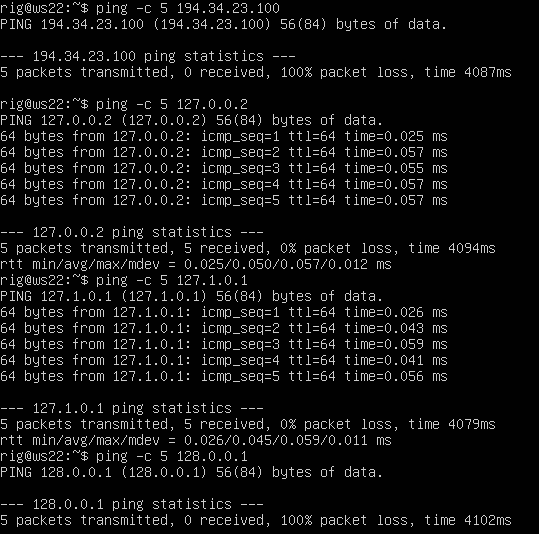 rig@ws22:~$ ping -c 5 194.34.23.100
PING 194.34.23.100 (194.34.23.100) 56(84) bytes of data.

--- 194.34.23.100 ping statistics ---
5 packets transmitted, 0 received, 100% packet loss, time 4087ms

rig@ws22:~$ ping -c 5 127.0.0.2
PING 127.0.0.2 (127.0.0.2) 56(84) bytes of data.
64 bytes from 127.0.0.2: icmp_seq=1 ttl=64 time=0.025 ms
64 bytes from 127.0.0.2: icmp_seq=2 ttl=64 time=0.057 ms
64 bytes from 127.0.0.2: icmp_seq=3 ttl=64 time=0.055 ms
64 bytes from 127.0.0.2: icmp_seq=4 ttl=64 time=0.057 ms
64 bytes from 127.0.0.2: icmp_seq=5 ttl=64 time=0.057 ms

--- 127.0.0.2 ping statistics ---
5 packets transmitted, 5 received, 0% packet loss, time 4094ms
rtt min/avg/max/mdev = 0.025/0.050/0.057/0.012 ms
rig@ws22:~$ ping -c 5 127.1.0.1
PING 127.1.0.1 (127.1.0.1) 56(84) bytes of data.
64 bytes from 127.1.0.1: icmp_seq=1 ttl=64 time=0.026 ms
64 bytes from 127.1.0.1: icmp_seq=2 ttl=64 time=0.043 ms
64 bytes from 127.1.0.1: icmp_seq=3 ttl=64 time=0.059 ms
64 bytes from 127.1.0.1: icmp_seq=4 ttl=64 time=0.041 ms
64 bytes from 127.1.0.1: icmp_seq=5 ttl=64 time=0.056 ms

--- 127.1.0.1 ping statistics ---
5 packets transmitted, 5 received, 0% packet loss, time 4079ms
rtt min/avg/max/mdev = 0.026/0.045/0.059/0.011 ms
rig@ws22:~$ ping -c 5 128.0.0.1
PING 128.0.0.1 (128.0.0.1) 56(84) bytes of data.

--- 128.0.0.1 ping statistics ---
5 packets transmitted, 0 received, 100% packet loss, time 4102ms